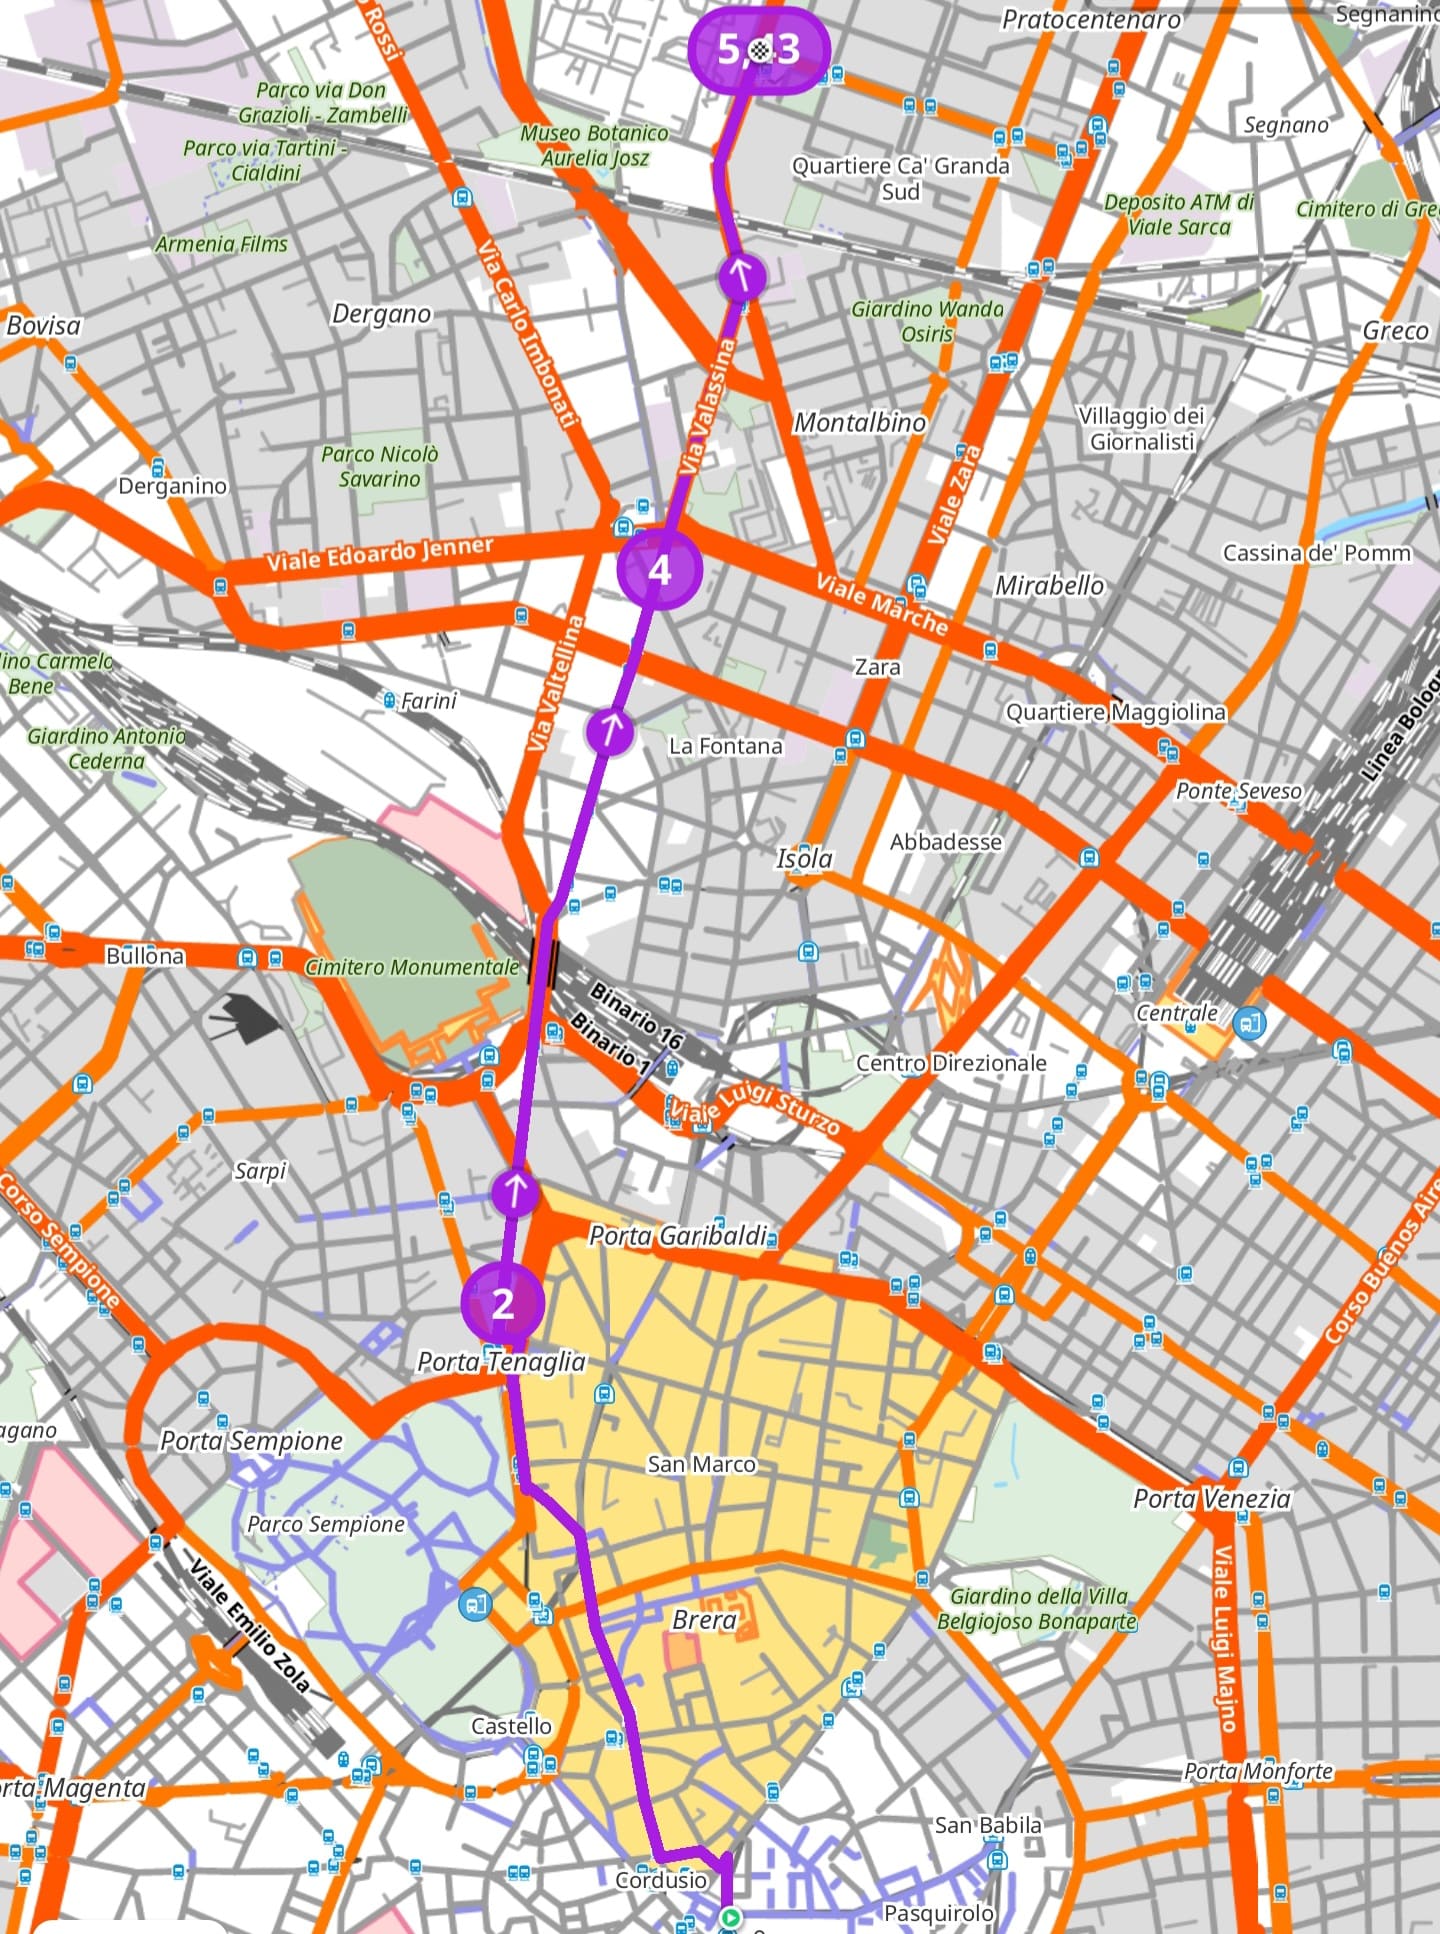 Rossi
5,43
Pratocentenaro
Segnanino
Parco via Don
Grazioli - Zambelli
Parco via Tartini -
Cialdini
Museo Botanico
Aurelia Josz
Segnano
Quartiere Ca' Granda
Sud
Deposito ATM di
Viale Sarca
Cimitero di Gre
Armenia Films
Via Carlo Imbonati
Dergano
Bovisa
Giardino Wanda
Osiris
Greco
Via Valassina
Montalbino
Villaggio dei
Giornalisti
Parco Nicolò
Savarino
Derganino
Viale Zara
Viale Edoardo Jenner
4
Viale Marche
Cassina de' Pomm
Mirabello
Via Valtellina
ino Carmelo
Bene
Zara
Farini
Quartiere Maggiolina
Giardino Antonio
Cederna
La Fontana
Linea Bologn
Ponte Seveso
Isola
Abbadesse
Bullona
Cimitero Monumentale
Binario 16
Binario 1
Centrale
Centro Direzionale
Viale Luigi Sturzo
Sarpi
Corso Sempione
Porta Garibaldi
Corso Buenos Aire
2
Porta Tenaglia
agano
Porta Sempione
San Marco
Porta Venezia
Parco Sempione
Viale Emilio Zola
Viale Luigi Majno
Giardino della Villa
Belgiojoso Bonaparte
Brera
Castello
Porta Monforte
rta Magenta
San Babila
Cordusio
Pasquirolo